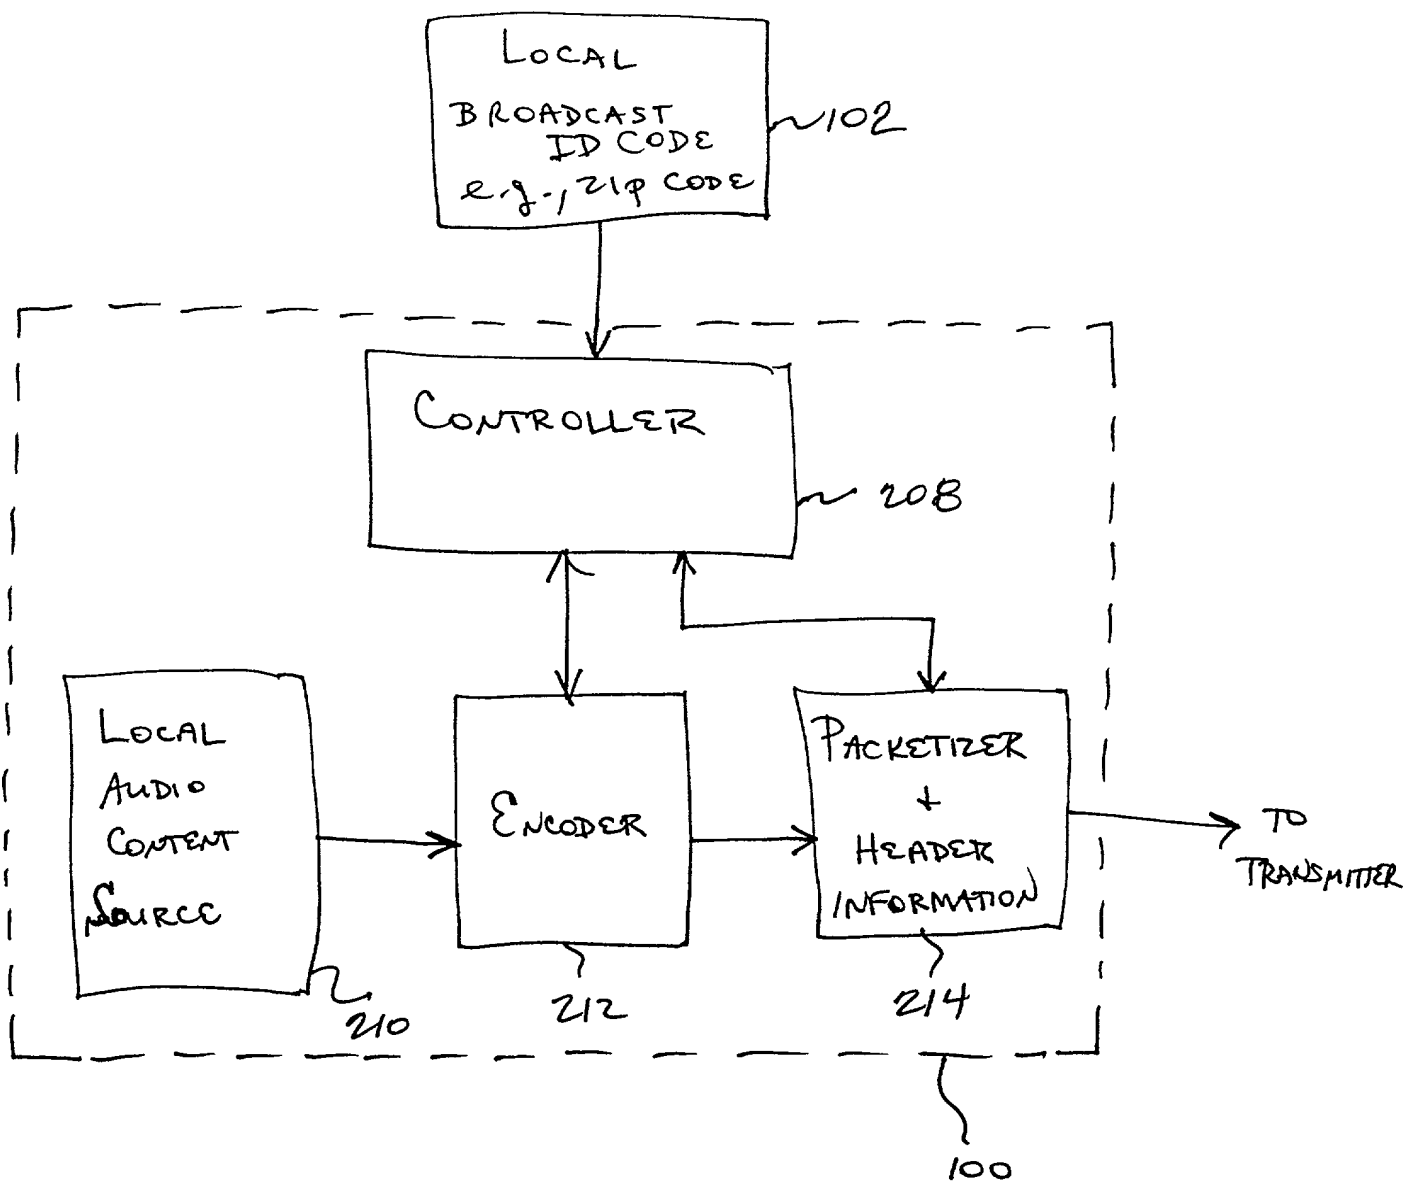 LOCAL
BROADCAST
ID CODE
e.g., ZIP CODE
102
CONTROLLER
208
LOCAL
AUDIO
CONTENT
SOURCE
210
ENCODER
212
PACKETIZER
+
HEADER
INFORMATION
214
TO
TRANSMITTER
100